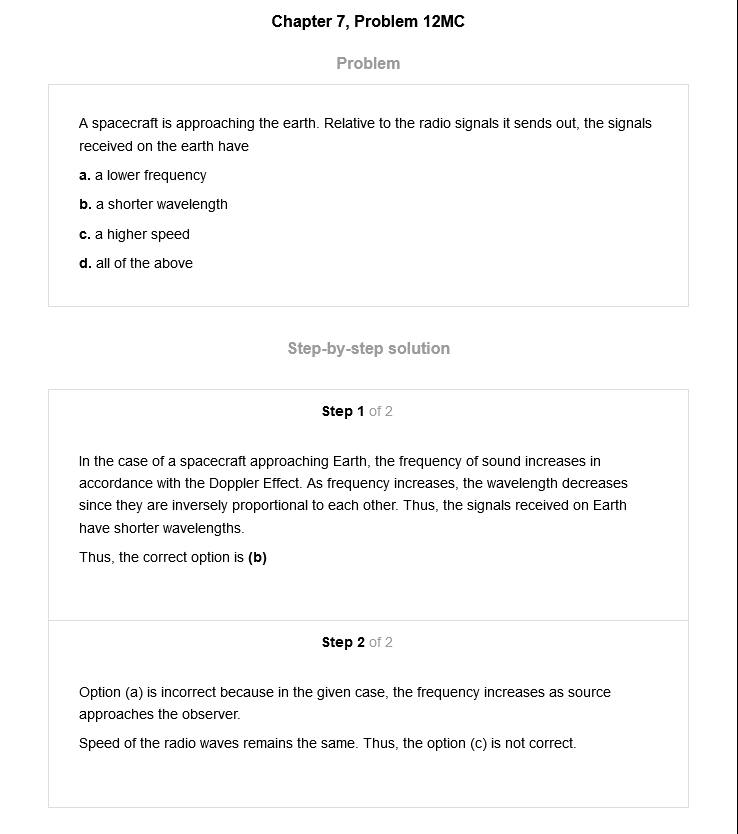 Chapter 7, Problem 12MC
Problem
A spacecraft is approaching the earth. Relative to the radio signals it sends out, the signals
received on the earth have
a. a lower frequency
b. a shorter wavelength
c. a higher speed
d. all of the above
Step-by-step solution
Step 1 of 2
In the case of a spacecraft approaching Earth, the frequency of sound increases in
accordance with the Doppler Effect. As frequency increases, the wavelength decreases
since they are inversely proportional to each other. Thus, the signals received on Earth
have shorter wavelengths.
Thus, the correct option is (b)
Step 2 of 2
Option (a) is incorrect because in the given case, the frequency increases as source
approaches the observer.
Speed of the radio waves remains the same. Thus, the option (c) is not correct.